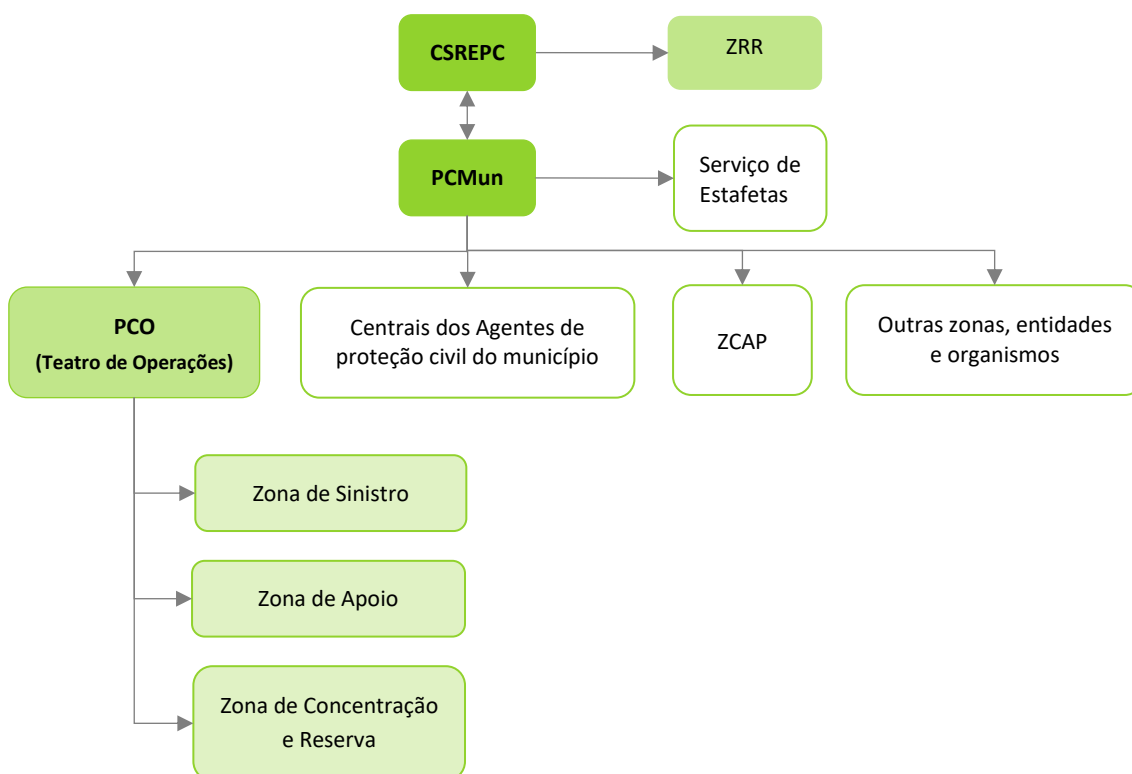 CSREPC
ZRR
PCMun
Serviço de
Estafetas
PCO
(Teatro de Operações)
Centrais dos Agentes de
proteção civil do município
ZCAP
Outras zonas, entidades
e organismos
Zona de Sinistro
Zona de Apoio
Zona de Concentração
e Reserva